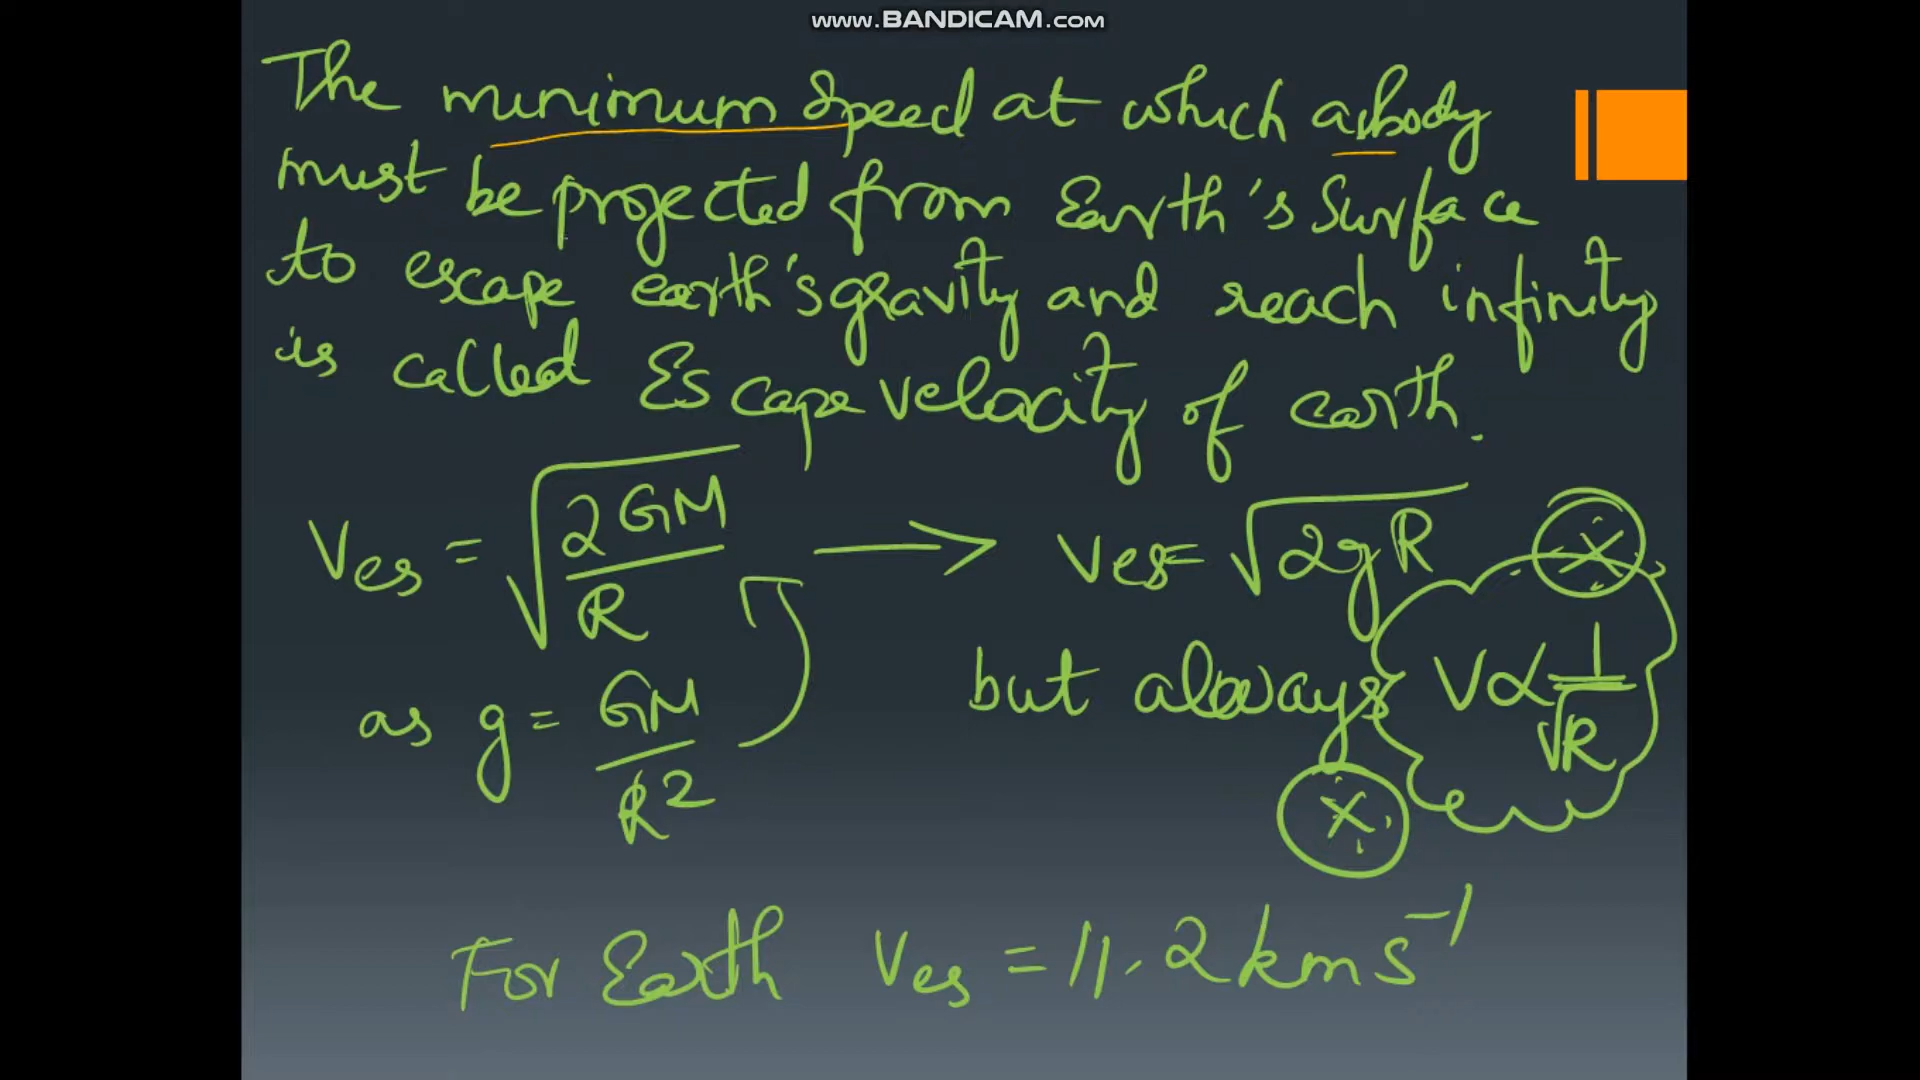 www.BANDICAM.com
The minimum speed at which a body
must be projected from Earth's Surface
to escape earth's gravity and reach infinity
is called Escape velocity of earth.
Ves = √(2GM/R) → Ves = √(2gR)
as g = GM/R²
but always V∝1/√R
For Earth Ves = 11.2 kms⁻¹